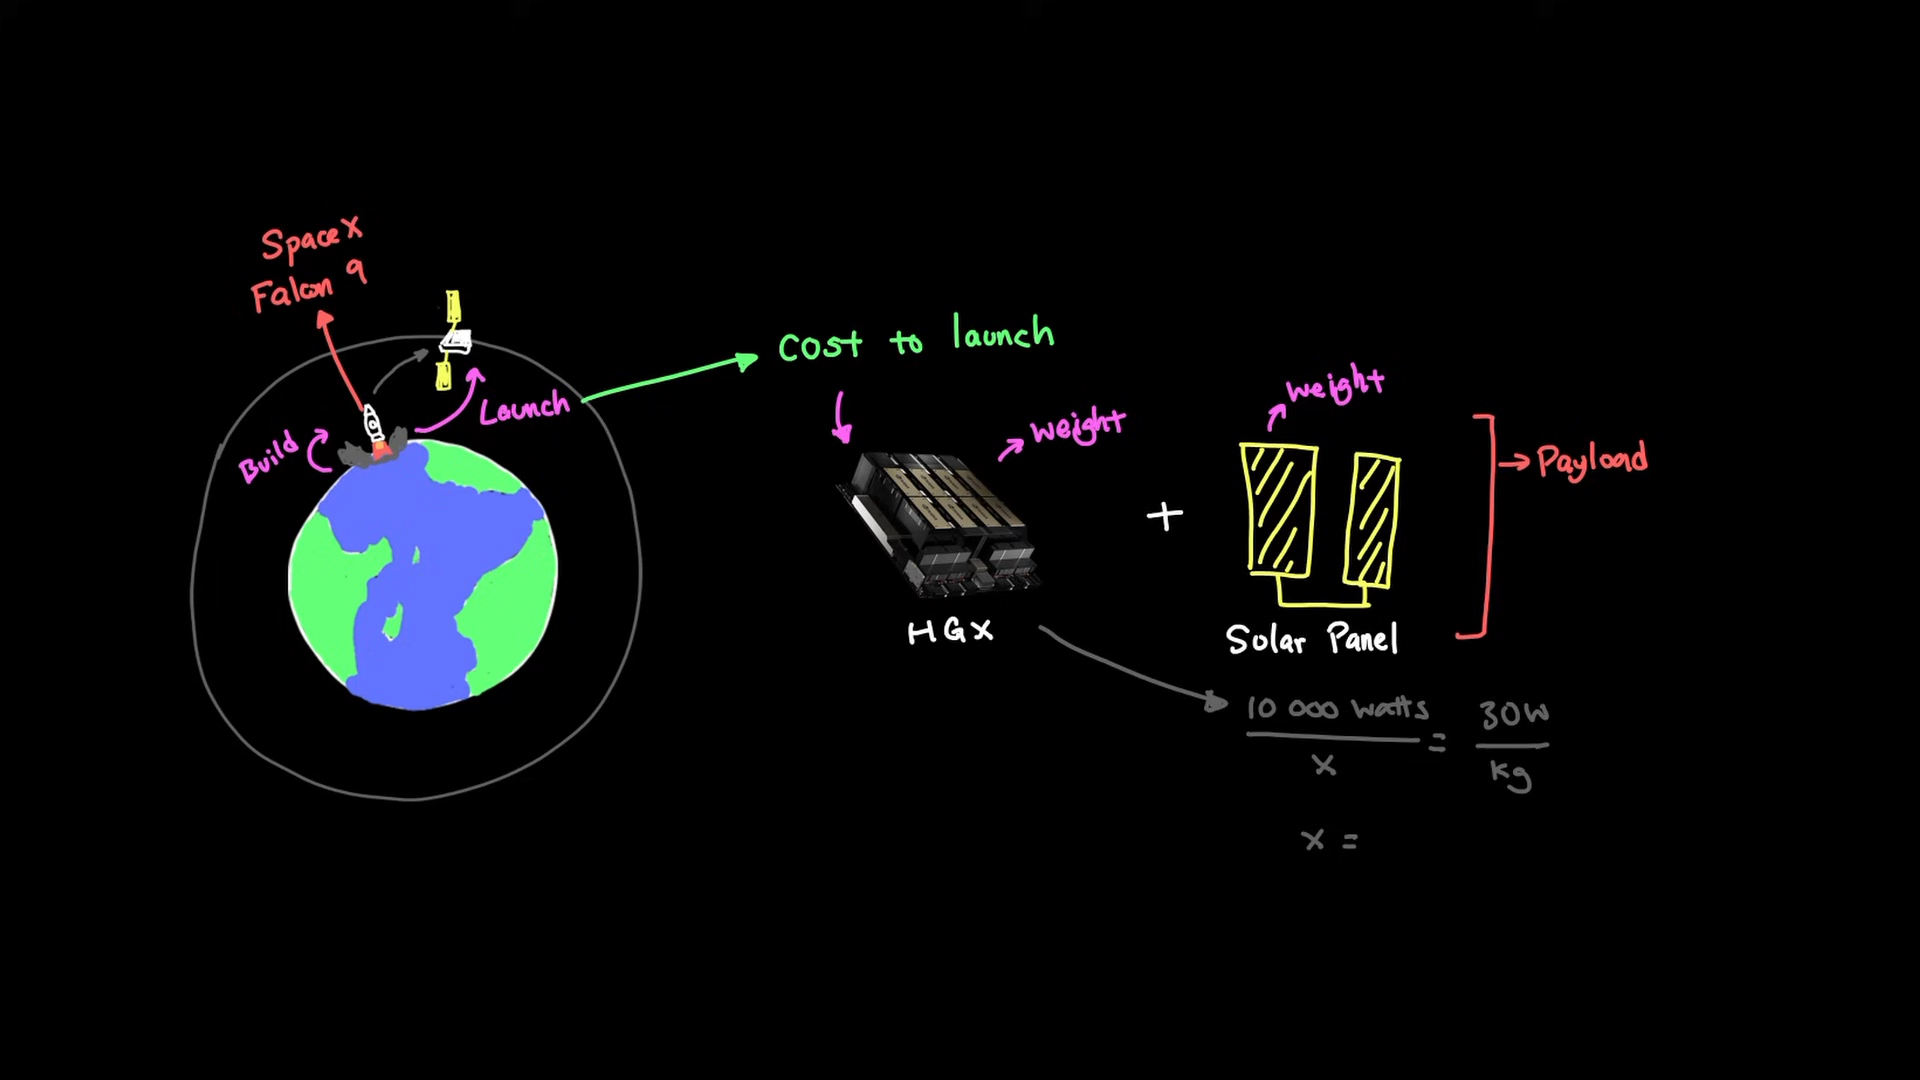 SpaceX
Falcon 9
Build
Launch
cost to launch
weight
HGX
+
weight
Solar Panel
Payload
10 000 watts
x
=
30W
kg
x =